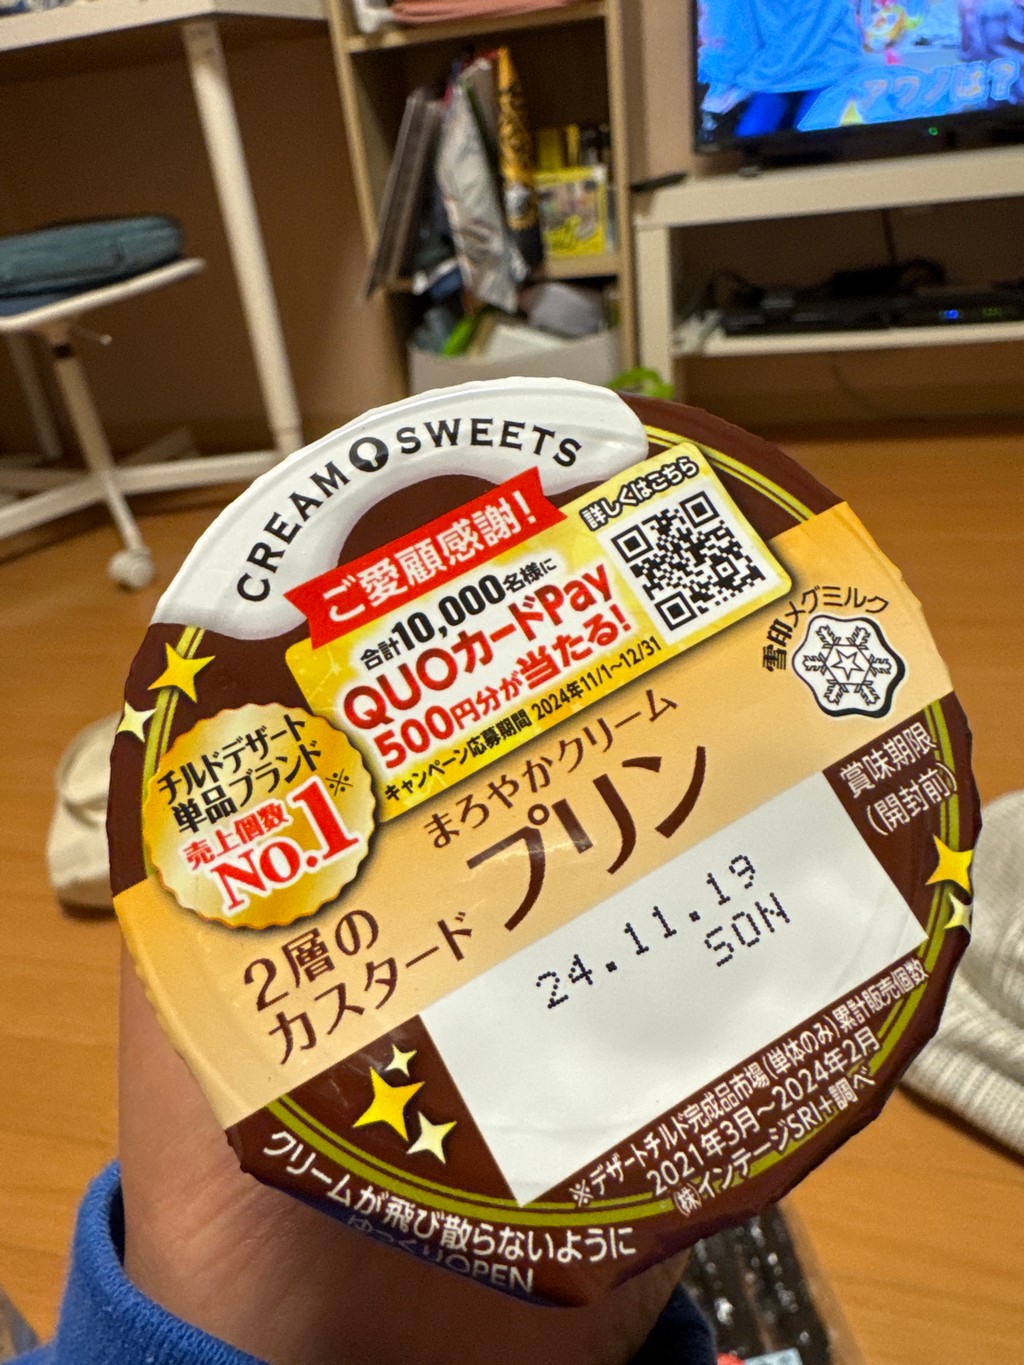 アワノは?
CREAM SWEETS
ご愛顧感謝!
合計10,000名様に
QUOカードPay
500円分が当たる!
キャンペーン応募期間 2024年11/1~12/31
詳しくはこちら
雪印メグミルク
チルドデザート
単品ブランド※
売上個数
No.1
まろやかクリーム
プリン
2層の
カスタード
賞味期限
(開封前)
24.11.19
SON
※デザートチルド完成品市場(単体のみ)累計販売個数
2021年3月~2024年2月
㈱インテージSRI+調べ
クリームが飛び散らないように
ゆっくりOPEN